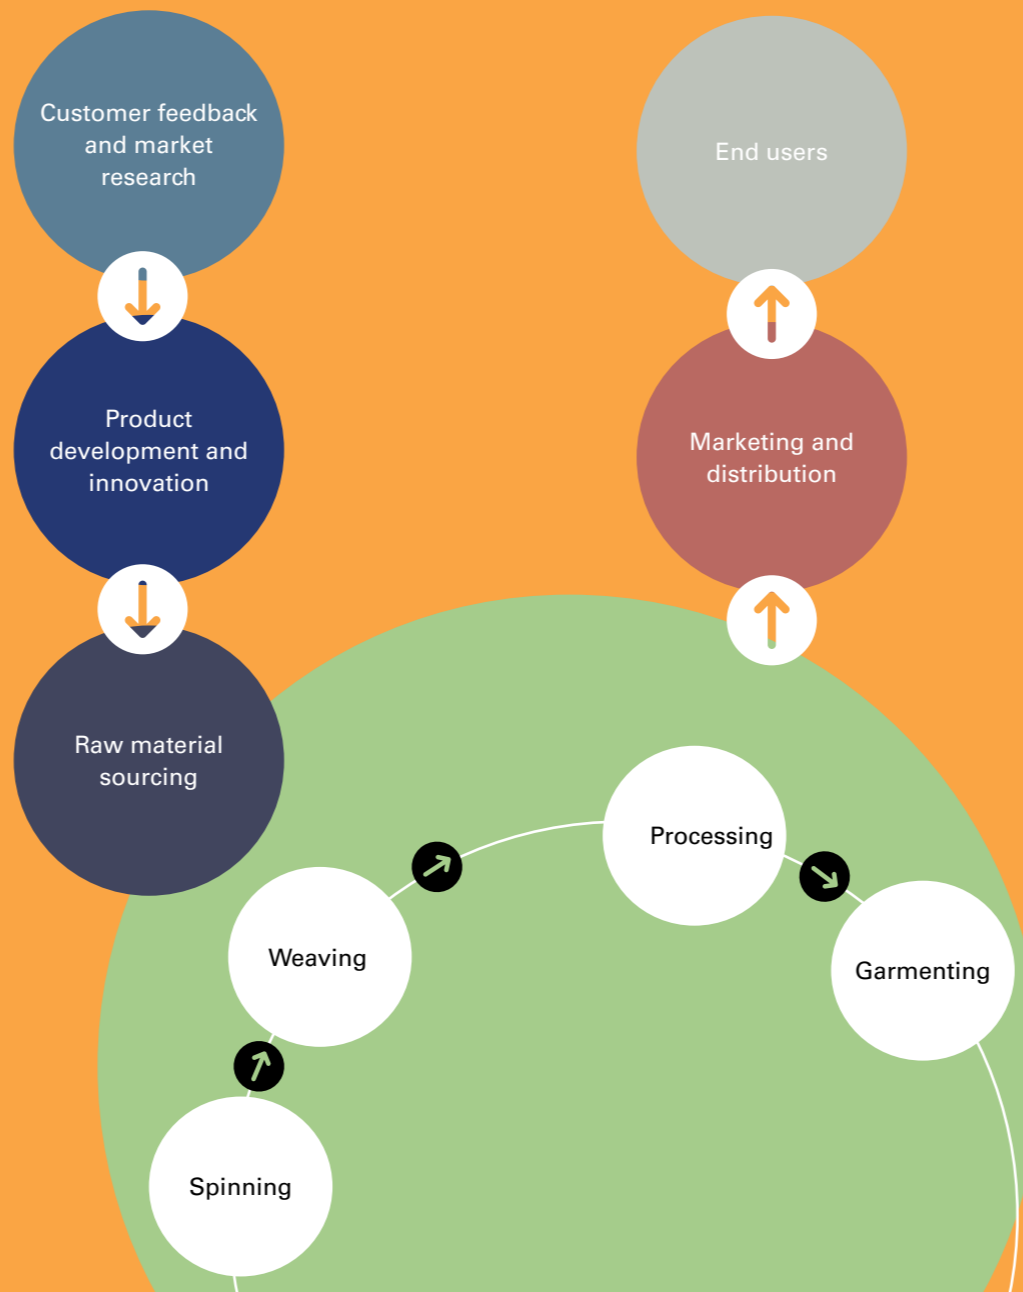 Customer feedback
and market
research
Product
development and
innovation
Raw material
sourcing
Spinning
Weaving
Processing
Garmenting
Marketing and
distribution
End users